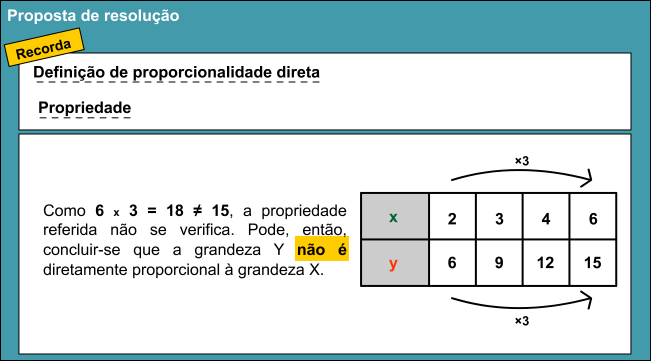 Proposta de resolução
Recorda
Definição de proporcionalidade direta
Propriedade
Como 6 x 3 = 18 ≠ 15, a propriedade
referida não se verifica. Pode, então,
concluir-se que a grandeza Y não é
diretamente proporcional à grandeza X.
×3
x 2 3 4 6
y 6 9 12 15
×3